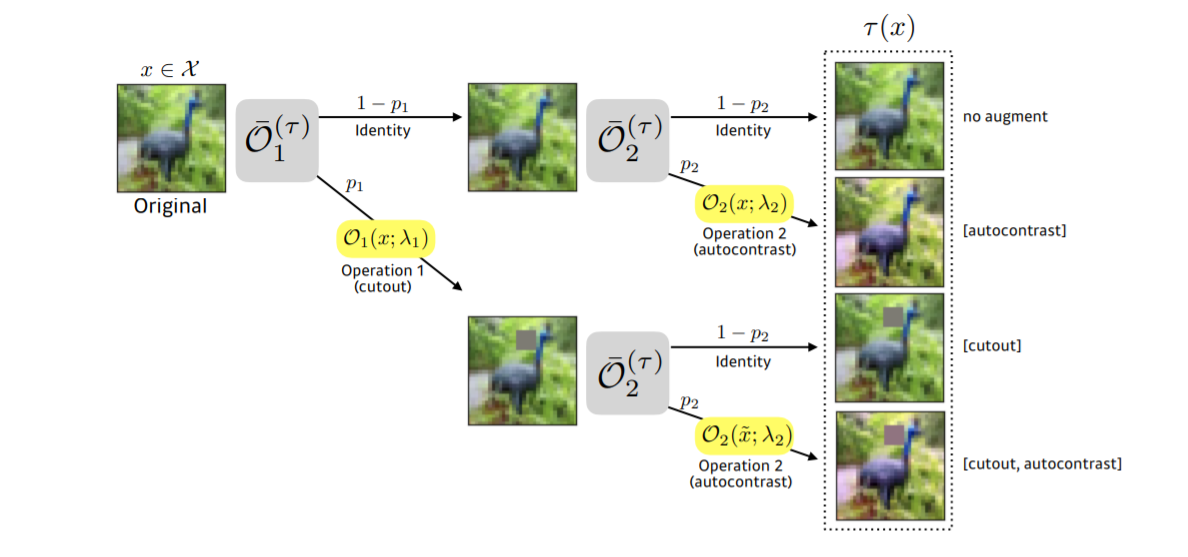 τ(x)
x ∈ 𝒳
Original
𝒪̄₁^(τ)
1 − p₁
Identity
p₁
𝒪₁(x; λ₁)
Operation 1
(cutout)
𝒪̄₂^(τ)
1 − p₂
Identity
p₂
𝒪₂(x; λ₂)
Operation 2
(autocontrast)
no augment
[autocontrast]
𝒪̄₂^(τ)
1 − p₂
Identity
p₂
𝒪₂(x̃; λ₂)
Operation 2
(autocontrast)
[cutout]
[cutout, autocontrast]